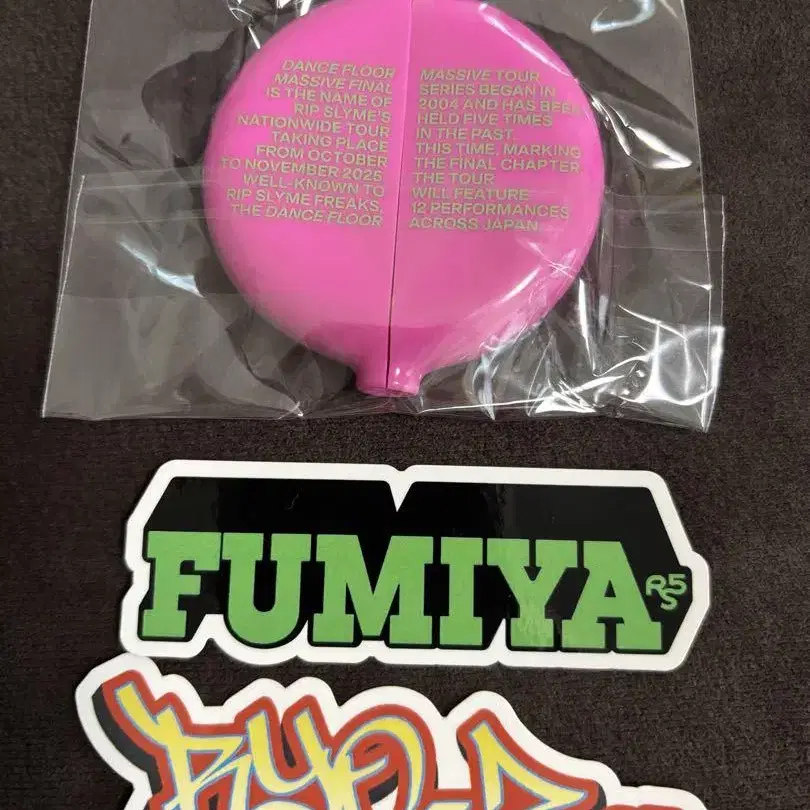 DANCE FLOOR
MASSIVE FINAL
IS THE NAME OF
RIP SLYME'S
NATIONWIDE TOUR
TAKING PLACE
FROM OCTOBER
TO NOVEMBER 2025.
WELL-KNOWN TO
RIP SLYME FREAKS,
THE DANCE FLOOR
MASSIVE TOUR
SERIES BEGAN IN
2004 AND HAS BEEN
HELD FIVE TIMES
IN THE PAST.
THIS TIME, MARKING
THE FINAL CHAPTER,
THE TOUR
WILL FEATURE
12 PERFORMANCES
ACROSS JAPAN.
FUMIYA
RS5
RYO-Z